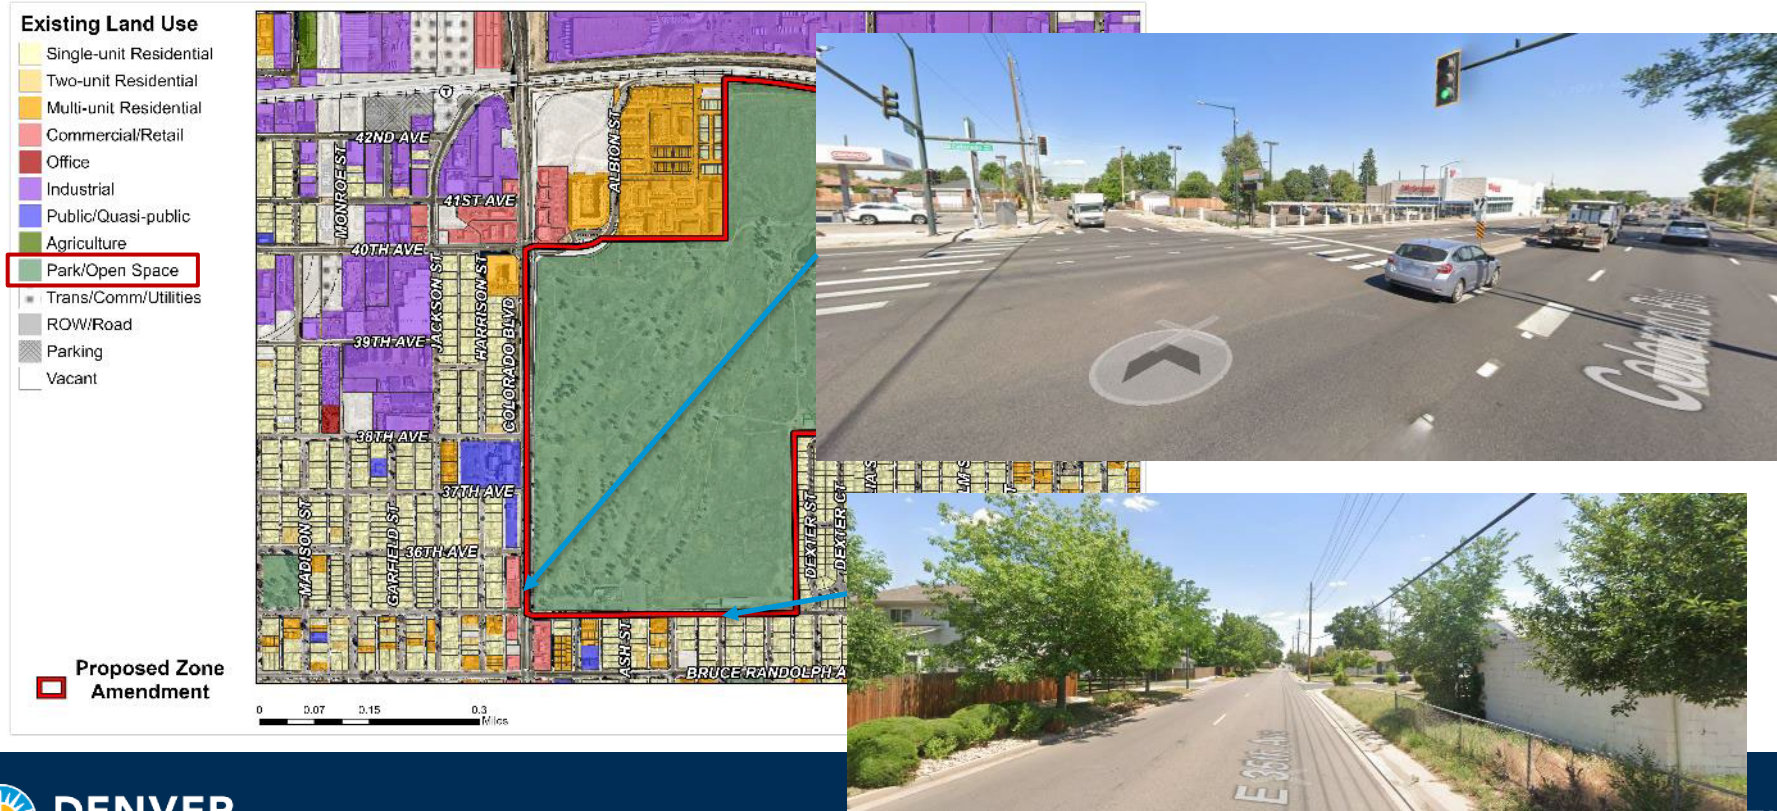 Existing Land Use
Single-unit Residential
Two-unit Residential
Multi-unit Residential
Commercial/Retail
Office
Industrial
Public/Quasi-public
Agriculture
Park/Open Space
Trans/Comm/Utilities
ROW/Road
Parking
Vacant
Proposed Zone
Amendment
0 0.07 0.15 0.3
Miles
T
42ND AVE
MONROE ST
ALBION ST
41ST AVE
40TH AVE
JACKSON ST
HARRISON ST
COLORADO BLVD
39TH AVE
38TH AVE
37TH AVE
MADISON ST
GARFIELD ST
36TH AVE
DEXTER ST
DEXTER CT
ASH ST
BRUCE RANDOLPH A
Colorado Blvd
E 35th Ave
DENVER